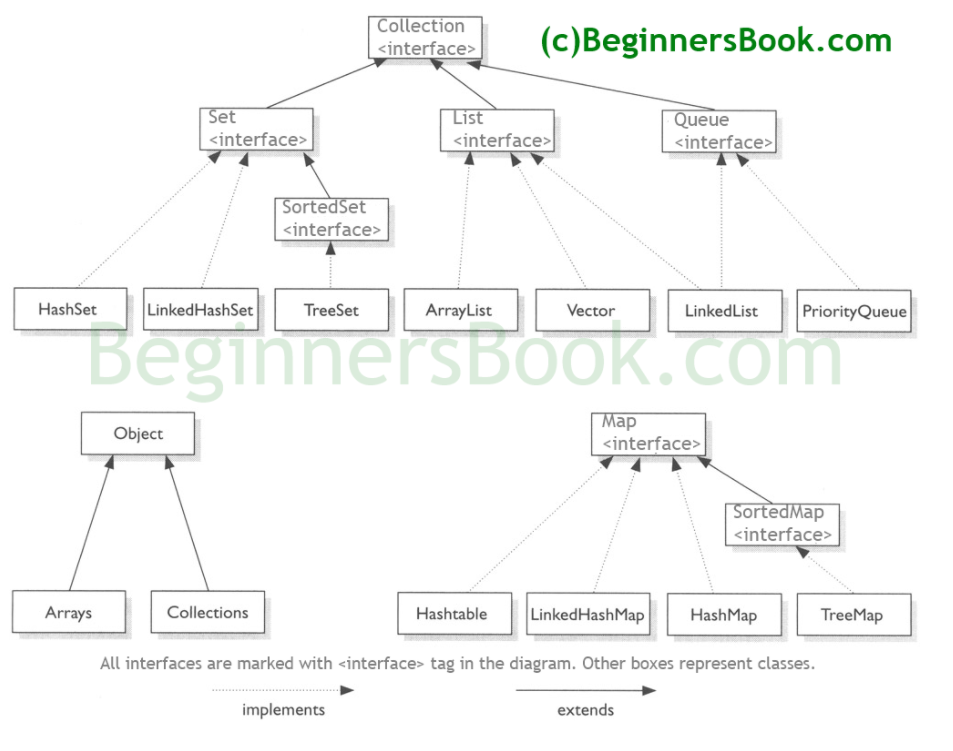 Collection
<interface>
(c)BeginnersBook.com
Set
<interface>
List
<interface>
Queue
<interface>
SortedSet
<interface>
HashSet
LinkedHashSet
TreeSet
ArrayList
Vector
LinkedList
PriorityQueue
BeginnersBook.com
Object
Map
<interface>
SortedMap
<interface>
Arrays
Collections
Hashtable
LinkedHashMap
HashMap
TreeMap
All interfaces are marked with <interface> tag in the diagram. Other boxes represent classes.
implements
extends